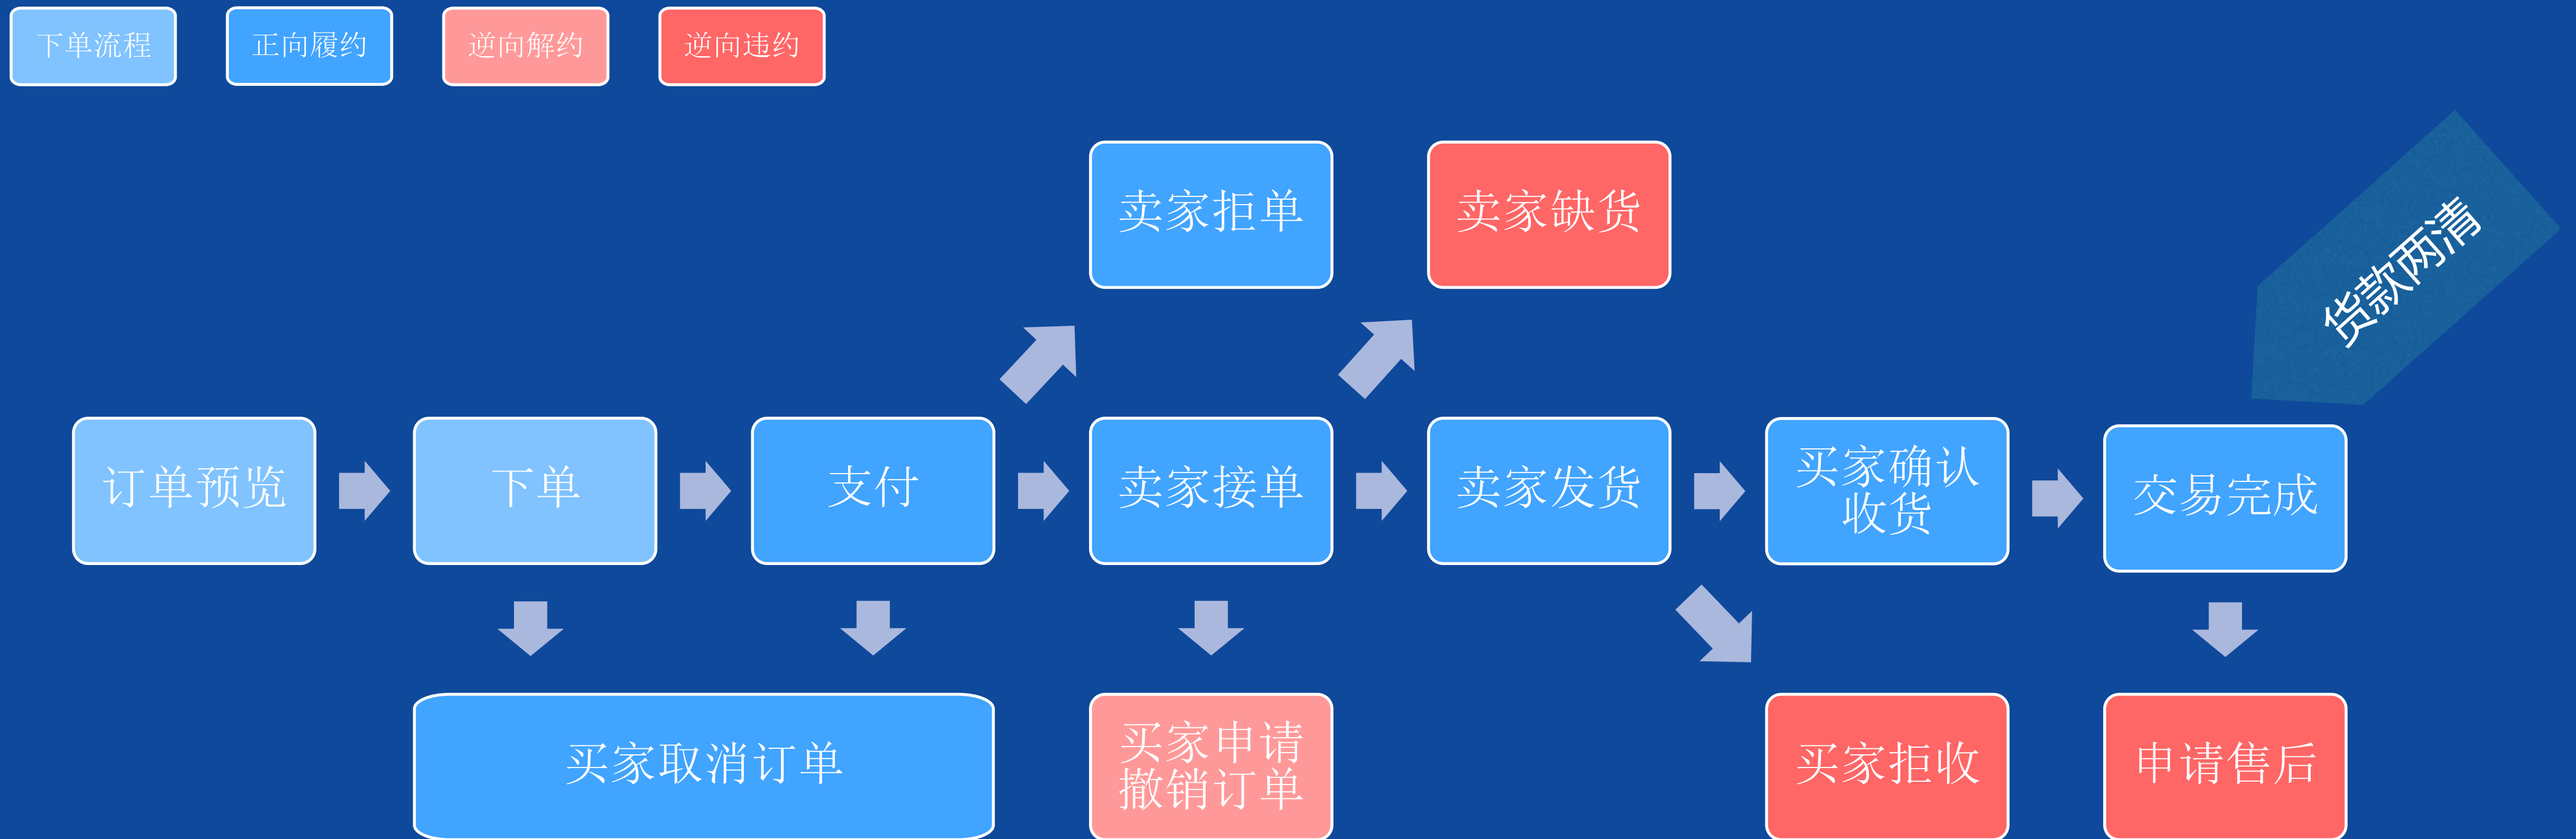 下单流程
正向履约
逆向解约
逆向违约
卖家拒单
卖家缺货
货款两清
订单预览
下单
支付
卖家接单
卖家发货
买家确认
收货
交易完成
买家取消订单
买家申请
撤销订单
买家拒收
申请售后